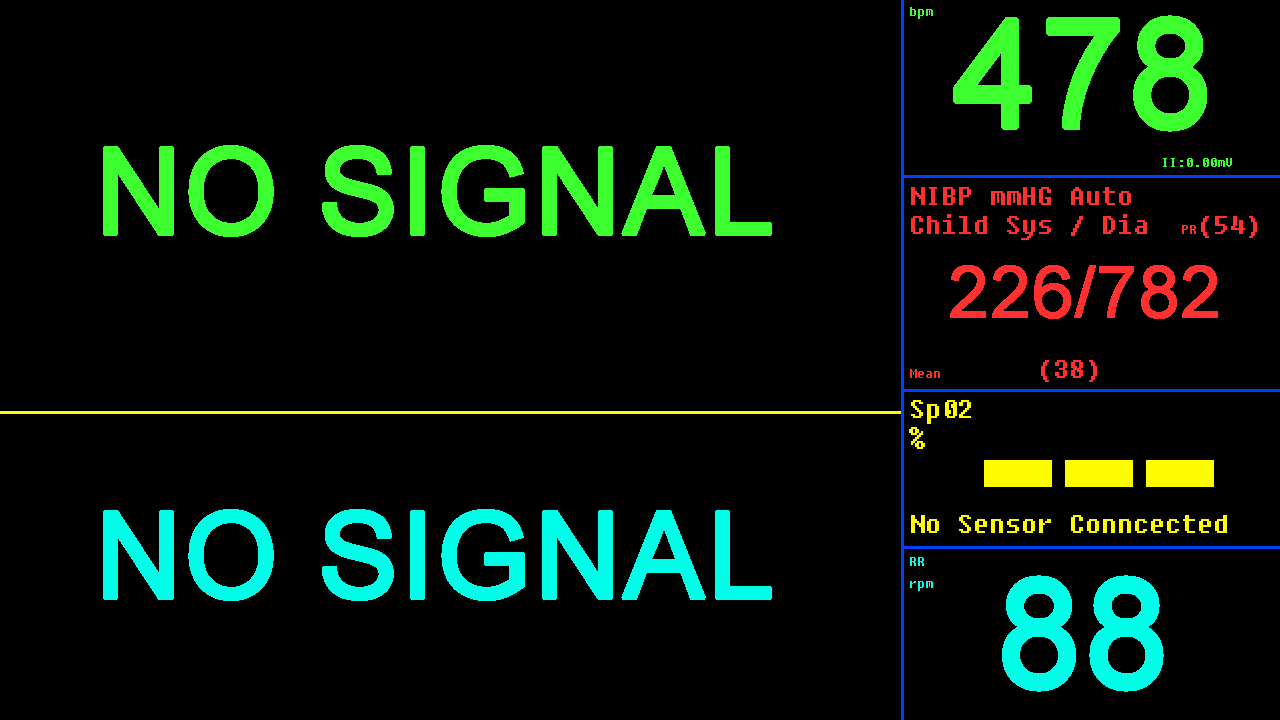 NO SIGNAL
NO SIGNAL
bpm
478
II:0.00mV
NIBP mmHG Auto
Child Sys / Dia PR(54)
226/782
Mean (38)
Sp02
%
No Sensor Conncected
RR
rpm
88